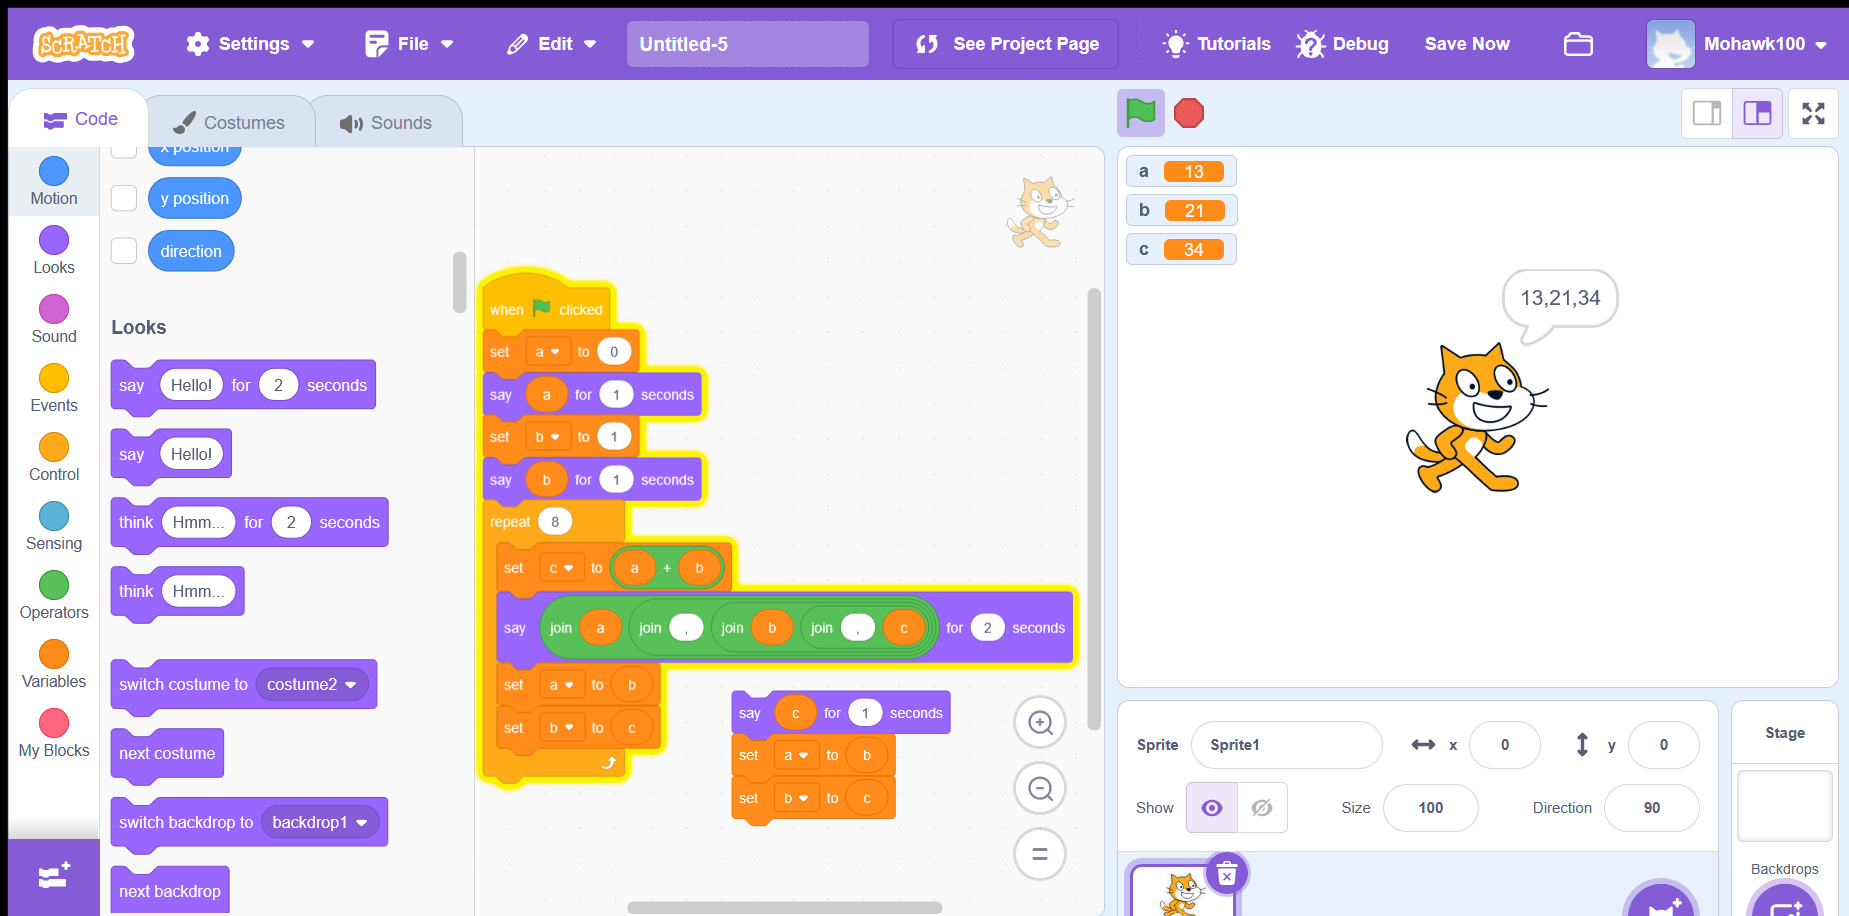 SCRATCH Settings File Edit Untitled-5 See Project Page Tutorials Debug Save Now Mohawk100
Code Costumes Sounds
Motion
Looks
Sound
Events
Control
Sensing
Operators
Variables
My Blocks
x position
y position
direction
Looks
say Hello! for 2 seconds
say Hello!
think Hmm... for 2 seconds
think Hmm...
switch costume to costume2
next costume
switch backdrop to backdrop1
next backdrop
when clicked
set a to 0
say a for 1 seconds
set b to 1
say b for 1 seconds
repeat 8
set c to a + b
say join a join , join b join , c for 2 seconds
set a to b
set b to c
say c for 1 seconds
set a to b
set b to c
a 13
b 21
c 34
13,21,34
Sprite Sprite1 x 0 y 0
Show Size 100 Direction 90
Stage
Backdrops